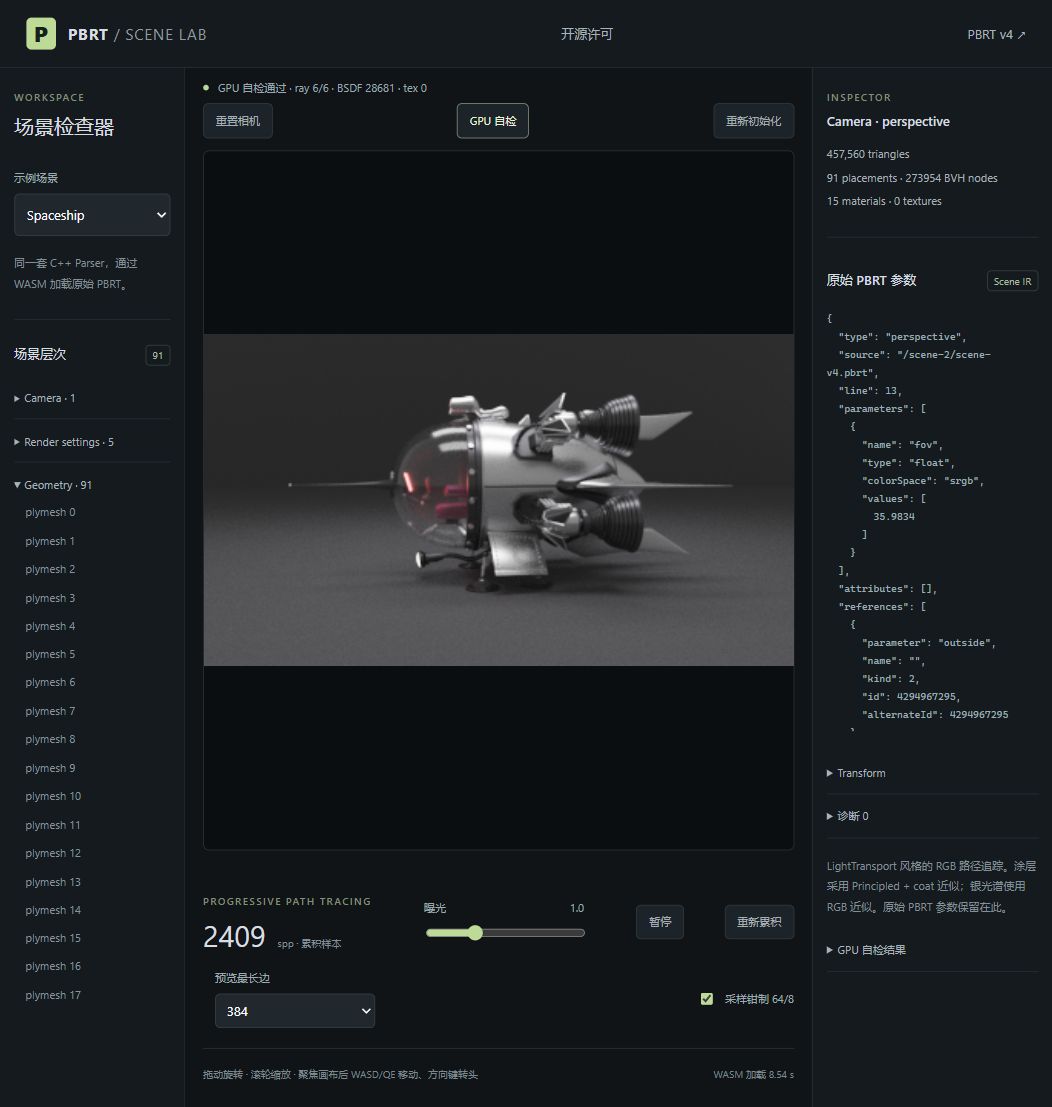 P PBRT / SCENE LAB
开源许可
PBRT v4 ↗
WORKSPACE
场景检查器
示例场景
Spaceship
同一套 C++ Parser，通过
WASM 加载原始 PBRT。
场景层次 91
▸ Camera · 1
▸ Render settings · 5
▾ Geometry · 91
plymesh 0
plymesh 1
plymesh 2
plymesh 3
plymesh 4
plymesh 5
plymesh 6
plymesh 7
plymesh 8
plymesh 9
plymesh 10
plymesh 11
plymesh 12
plymesh 13
plymesh 14
plymesh 15
plymesh 16
plymesh 17
GPU 自检通过 · ray 6/6 · BSDF 28681 · tex 0
重置相机
GPU 自检
重新初始化
PROGRESSIVE PATH TRACING
2409 spp · 累积样本
曝光 1.0
暂停
重新累积
预览最长边
384
采样钳制 64/8
拖动旋转 · 滚轮缩放 · 聚焦画布后 WASD/QE 移动、方向键转头
WASM 加载 8.54 s
INSPECTOR
Camera · perspective
457,560 triangles
91 placements · 273954 BVH nodes
15 materials · 0 textures
原始 PBRT 参数 Scene IR
{
"type": "perspective",
"source": "/scene-2/scene-
v4.pbrt",
"line": 13,
"parameters": [
{
"name": "fov",
"type": "float",
"colorSpace": "srgb",
"values": [
35.9834
]
}
],
"attributes": [],
"references": [
{
"parameter": "outside",
"name": "",
"kind": 2,
"id": 4294967295,
"alternateId": 4294967295
▸ Transform
▸ 诊断 0
LightTransport 风格的 RGB 路径追踪。涂层
采用 Principled + coat 近似；银光谱使用
RGB 近似。原始 PBRT 参数保留在此。
▸ GPU 自检结果